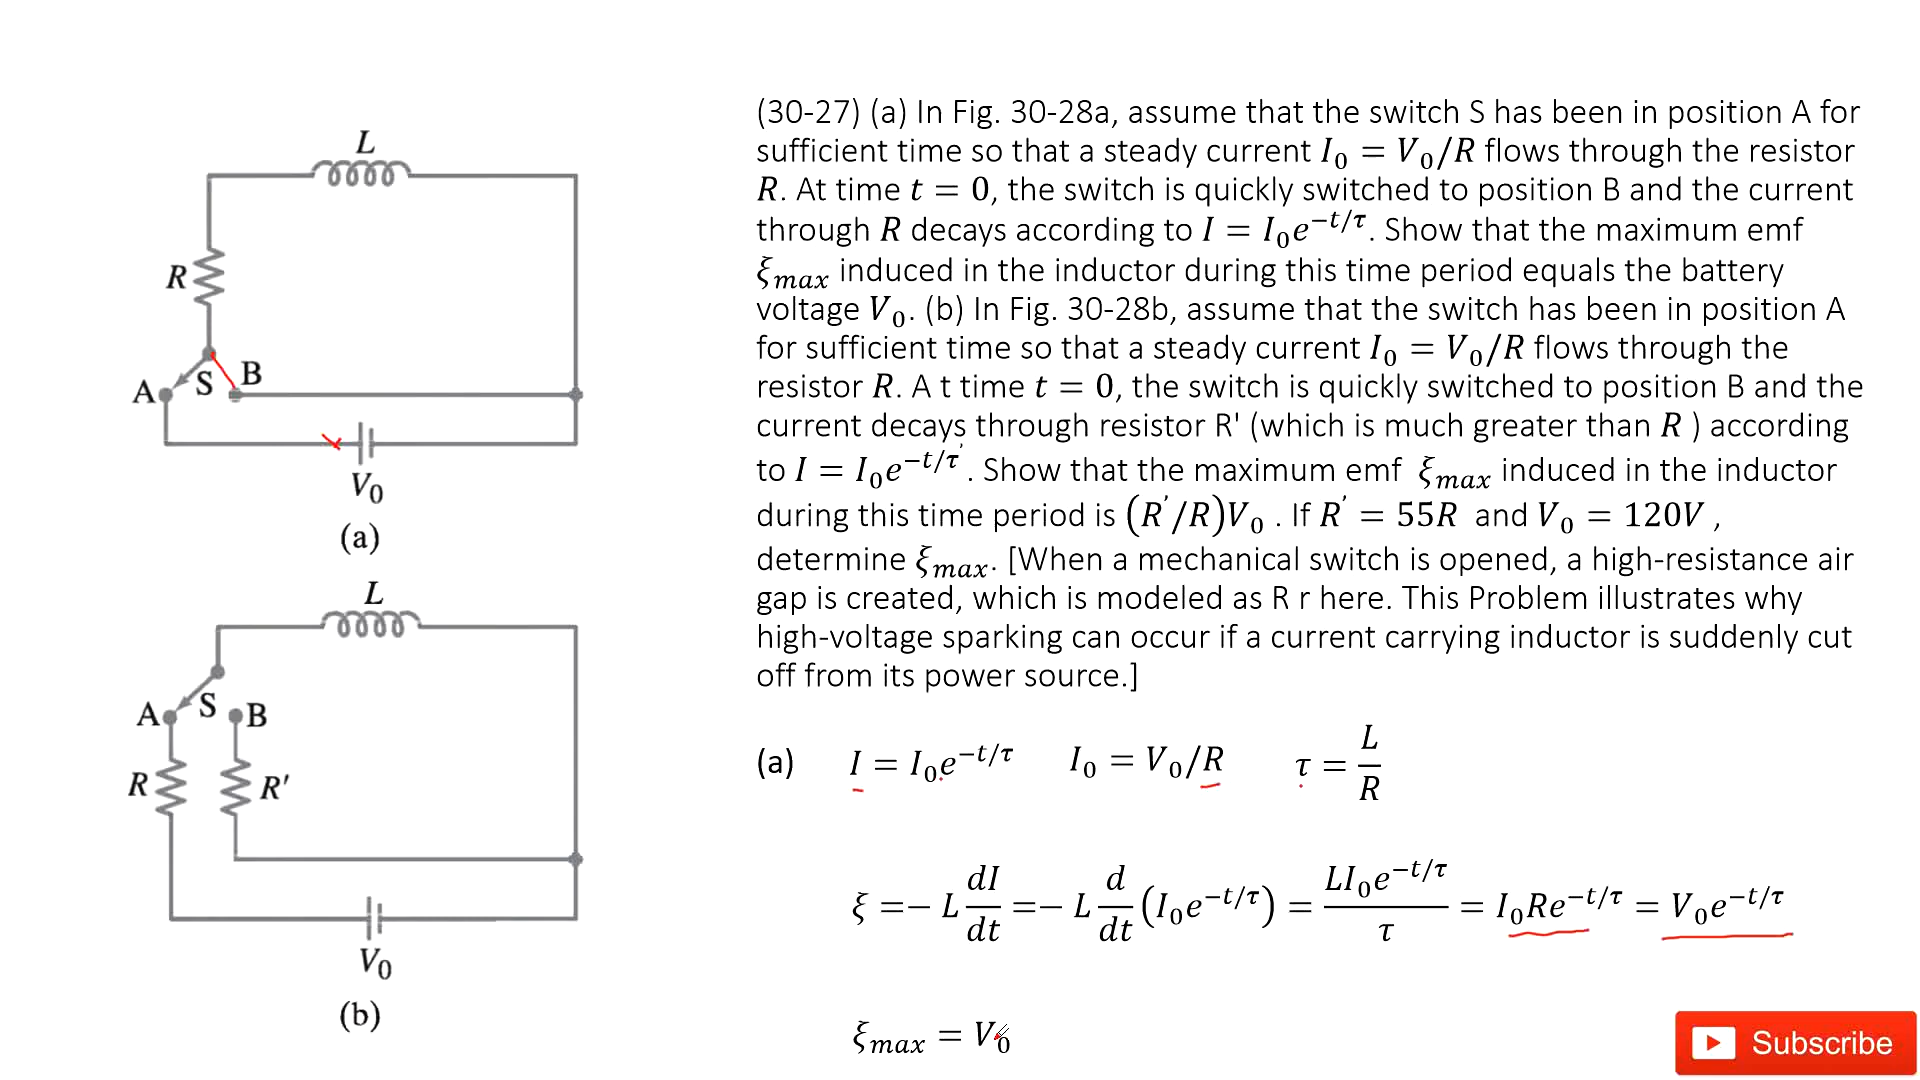 L
R
A
S
B
V₀
(a)
L
A
S
B
R
R'
V₀
(b)
(30-27) (a) In Fig. 30-28a, assume that the switch S has been in position A for
sufficient time so that a steady current I₀ = V₀/R flows through the resistor
R. At time t = 0, the switch is quickly switched to position B and the current
through R decays according to I = I₀e^{−t/τ}. Show that the maximum emf
ξ_{max} induced in the inductor during this time period equals the battery
voltage V₀. (b) In Fig. 30-28b, assume that the switch has been in position A
for sufficient time so that a steady current I₀ = V₀/R flows through the
resistor R. A t time t = 0, the switch is quickly switched to position B and the
current decays through resistor R' (which is much greater than R ) according
to I = I₀e^{−t/τ'}. Show that the maximum emf ξ_{max} induced in the inductor
during this time period is (R'/R)V₀ . If R' = 55R and V₀ = 120V ,
determine ξ_{max}. [When a mechanical switch is opened, a high-resistance air
gap is created, which is modeled as R r here. This Problem illustrates why
high-voltage sparking can occur if a current carrying inductor is suddenly cut
off from its power source.]
(a) I = I₀e^{−t/τ} I₀ = V₀/R τ = L/R
ξ =− L dI/dt =− L d/dt (I₀e^{−t/τ}) = LI₀e^{−t/τ}/τ = I₀Re^{−t/τ} = V₀e^{−t/τ}
ξ_{max} = V₀
Subscribe